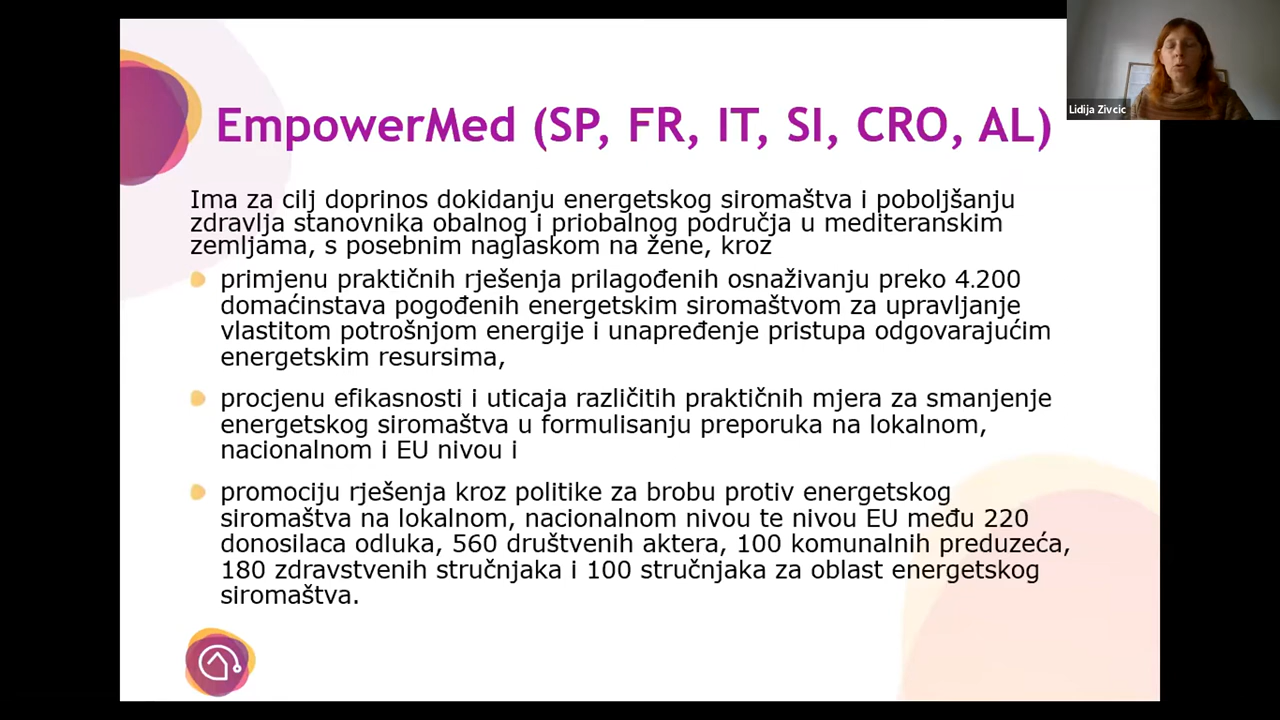 EmpowerMed (SP, FR, IT, SI, CRO, AL)
Lidija Zivcic
Ima za cilj doprinos dokidanju energetskog siromaštva i poboljšanju
zdravlja stanovnika obalnog i priobalnog područja u mediteranskim
zemljama, s posebnim naglaskom na žene, kroz
primjenu praktičnih rješenja prilagođenih osnaživanju preko 4.200
domaćinstava pogođenih energetskim siromaštvom za upravljanje
vlastitom potrošnjom energije i unapređenje pristupa odgovarajućim
energetskim resursima,
procjenu efikasnosti i uticaja različitih praktičnih mjera za smanjenje
energetskog siromaštva u formulisanju preporuka na lokalnom,
nacionalnom i EU nivou i
promociju rješenja kroz politike za brobu protiv energetskog
siromaštva na lokalnom, nacionalnom nivou te nivou EU među 220
donosilaca odluka, 560 društvenih aktera, 100 komunalnih preduzeća,
180 zdravstvenih stručnjaka i 100 stručnjaka za oblast energetskog
siromaštva.